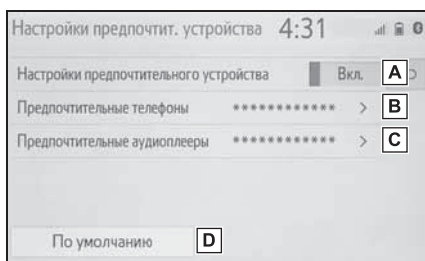 Настройки предпочтит. устройства 4:31
Настройки предпочтительного устройства Вкл. A
Предпочтительные телефоны ************ > B
Предпочтительные аудиоплееры ************ > C
По умолчанию D